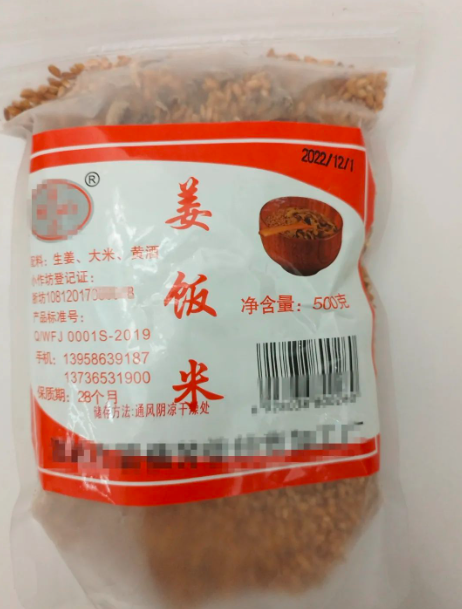 2022/12/1
®
姜饭米
配料：生姜、大米、黄酒
小作坊登记证：
产品标准号：
Q/WFJ 0001S-2019
手机：13958639187
13736531900
保质期：28个月
储存方法：通风阴凉干燥处
净含量：500克